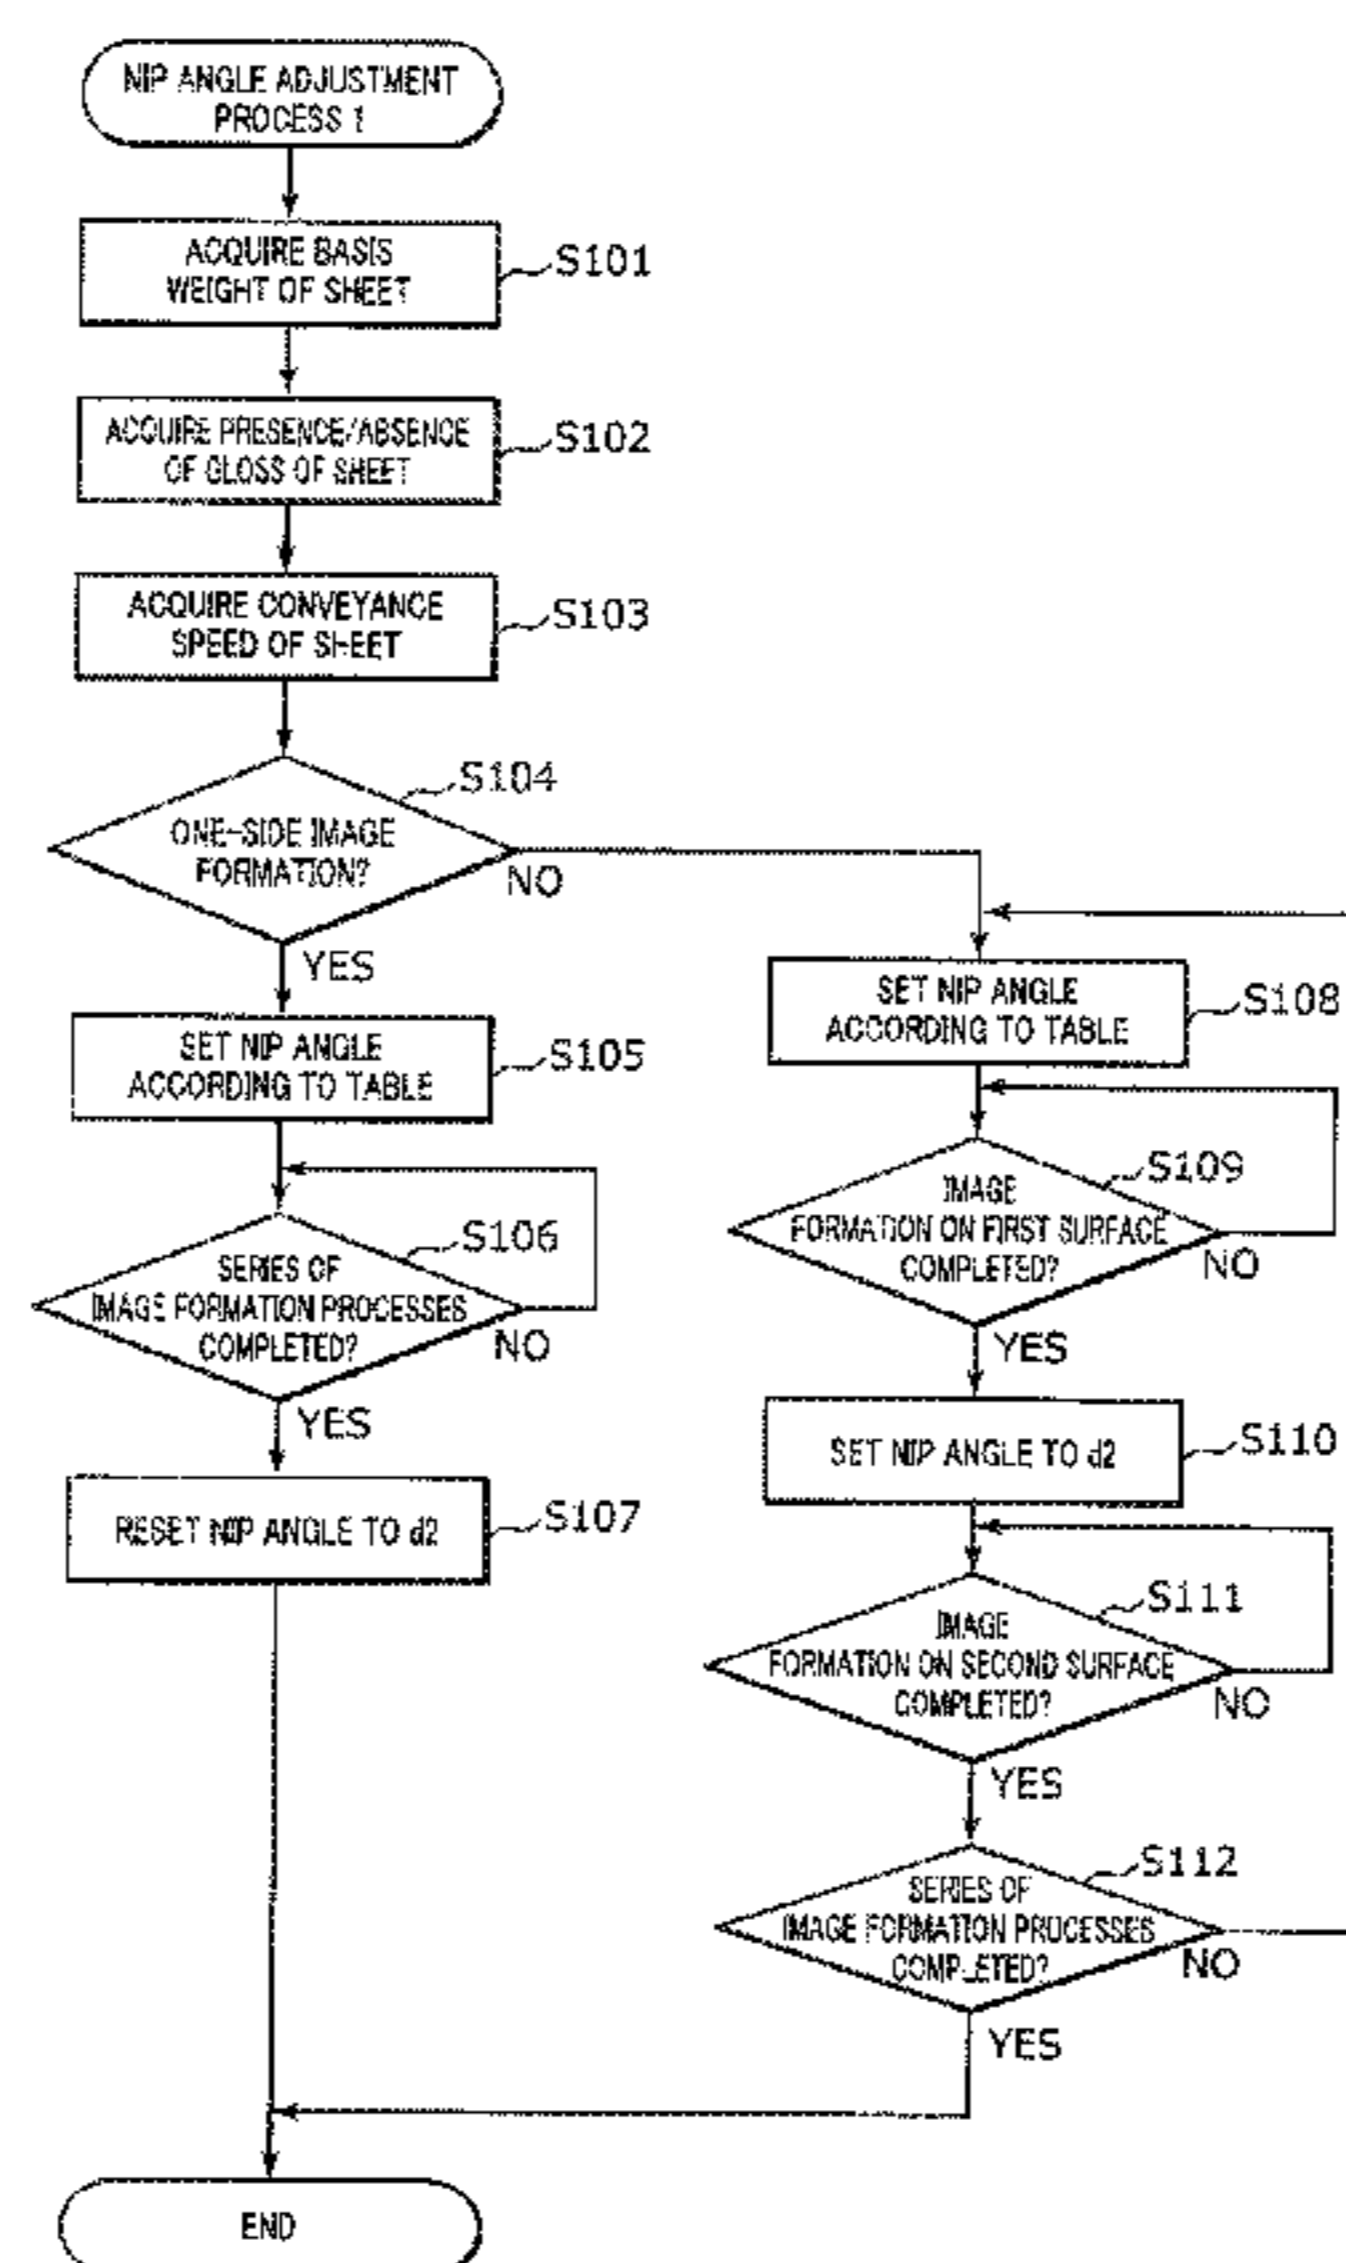 NIP ANGLE ADJUSTMENT
PROCESS 1
ACQUIRE BASIS
WEIGHT OF SHEET
S101
ACQUIRE PRESENCE/ABSENCE
OF GLOSS OF SHEET
S102
ACQUIRE CONVEYANCE
SPEED OF SHEET
S103
S104
ONE-SIDE IMAGE
FORMATION?
NO
YES
SET NIP ANGLE
ACCORDING TO TABLE
S105
S106
SERIES OF
IMAGE FORMATION PROCESSES
COMPLETED?
NO
YES
RESET NIP ANGLE TO d2
S107
SET NIP ANGLE
ACCORDING TO TABLE
S108
S109
IMAGE
FORMATION ON FIRST SURFACE
COMPLETED?
NO
YES
SET NIP ANGLE TO d2
S110
S111
IMAGE
FORMATION ON SECOND SURFACE
COMPLETED?
NO
YES
S112
SERIES OF
IMAGE FORMATION PROCESSES
COMPLETED?
NO
YES
END